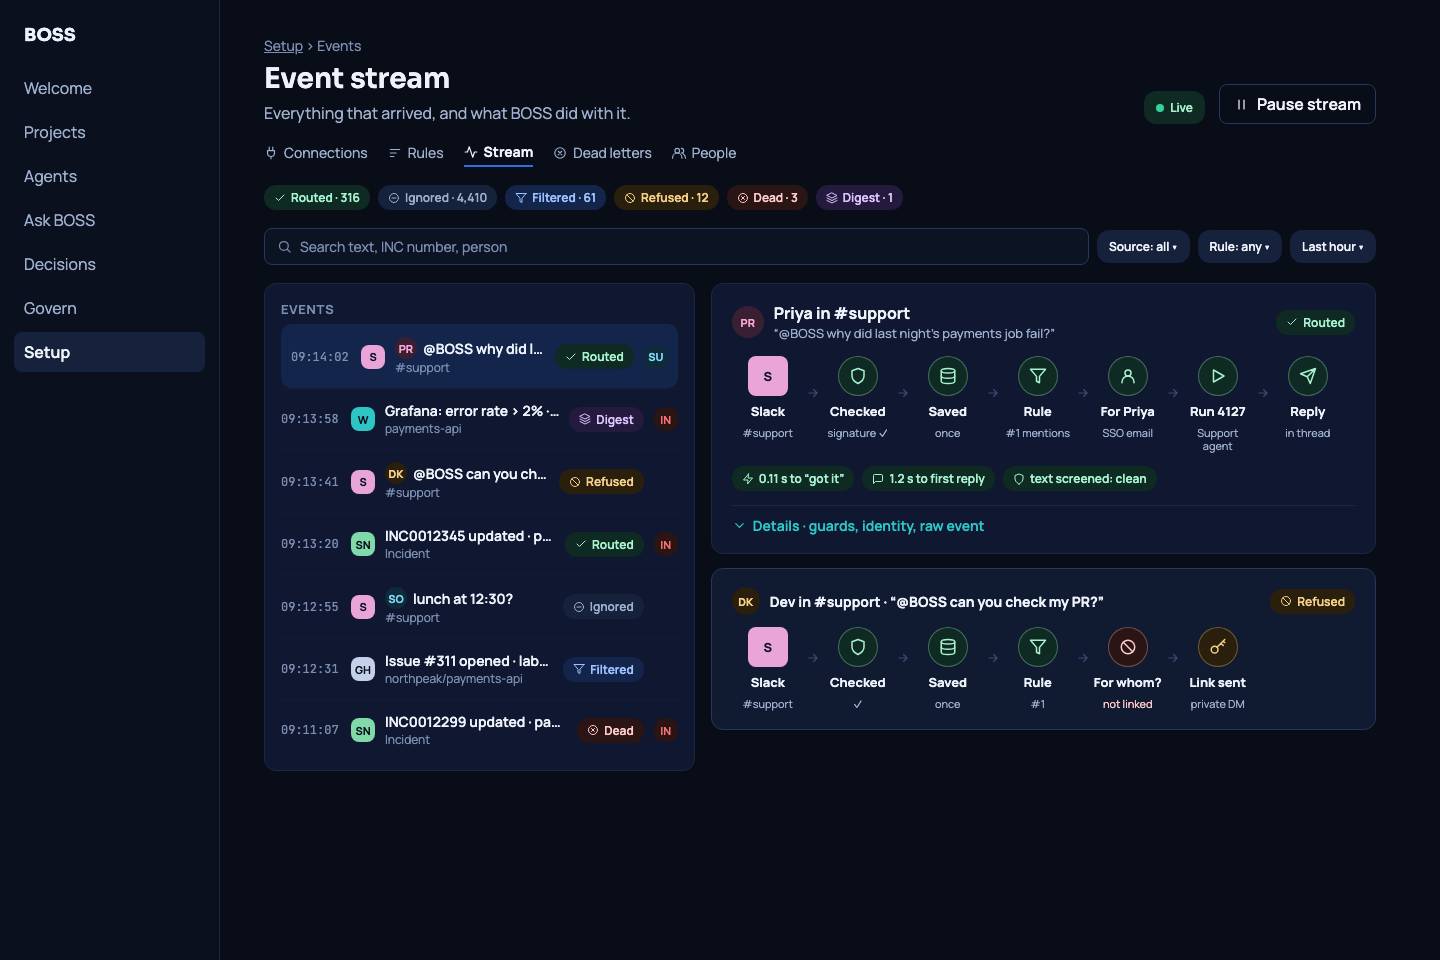 BOSS
Welcome
Projects
Agents
Ask BOSS
Decisions
Govern
Setup
Setup › Events
Event stream
Everything that arrived, and what BOSS did with it.
Live
Pause stream
Connections
Rules
Stream
Dead letters
People
Routed · 316
Ignored · 4,410
Filtered · 61
Refused · 12
Dead · 3
Digest · 1
Search text, INC number, person
Source: all ▾
Rule: any ▾
Last hour ▾
EVENTS
09:14:02 S PR @BOSS why did l… Routed SU
#support
09:13:58 W Grafana: error rate > 2% ·… Digest IN
payments-api
09:13:41 S DK @BOSS can you ch… Refused
#support
09:13:20 SN INC0012345 updated · p… Routed IN
Incident
09:12:55 S SO lunch at 12:30? Ignored
#support
09:12:31 GH Issue #311 opened · lab… Filtered
northpeak/payments-api
09:11:07 SN INC0012299 updated · pa… Dead IN
Incident
PR Priya in #support Routed
“@BOSS why did last night’s payments job fail?”
S
→ → → → → →
Slack Checked Saved Rule For Priya Run 4127 Reply
#support signature ✓ once #1 mentions SSO email Support in thread
agent
0.11 s to “got it”
1.2 s to first reply
text screened: clean
Details · guards, identity, raw event
DK Dev in #support · “@BOSS can you check my PR?” Refused
S
→ → → → →
Slack Checked Saved Rule For whom? Link sent
#support ✓ once #1 not linked private DM